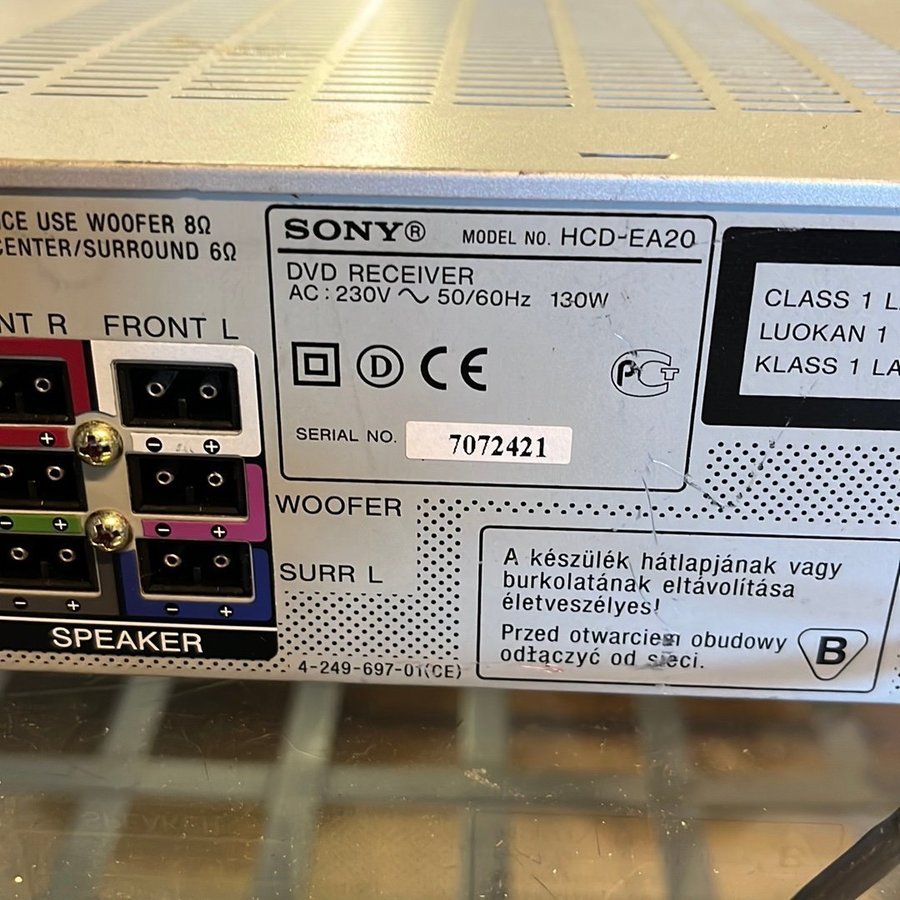 CE USE WOOFER 8Ω
CENTER/SURROUND 6Ω
NT R FRONT L
WOOFER
SURR L
SPEAKER
SONY® MODEL NO. HCD-EA20
DVD RECEIVER
AC : 230V ~ 50/60Hz 130W
D CE
PCT
SERIAL NO. 7072421
4-249-697-01(CE)
CLASS 1 L
LUOKAN 1
KLASS 1 LA
A készülék hátlapjának vagy
burkolatának eltávolítása
életveszélyes!
Przed otwarciem obudowy
odłączyć od sieci.
B